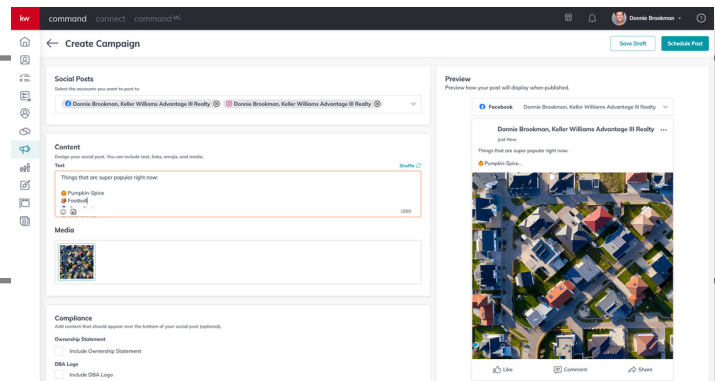 kw command connect command MC Donnie Brookman
Create Campaign Save Draft Schedule Post
Social Posts
Select the accounts you want to post to
Donnie Brookman, Keller Williams Advantage III Realty Donnie Brookman, Keller Williams Advantage III Realty
Content
Design your social post. You can include text, links, emojis, and media.
Text Shuffle
Things that are super popular right now:
Pumpkin-Spice
Football
1889
Media
Compliance
Add content that should appear over the bottom of your social post (optional).
Ownership Statement
Include Ownership Statement
DBA Logo
Include DBA Logo
Preview
Preview how your post will display when published.
Facebook Donnie Brookman, Keller Williams Advantage III Realty
Donnie Brookman, Keller Williams Advantage III Realty ...
Just Now
Things that are super popular right now:
Pumpkin-Spice...
Like Comment Share